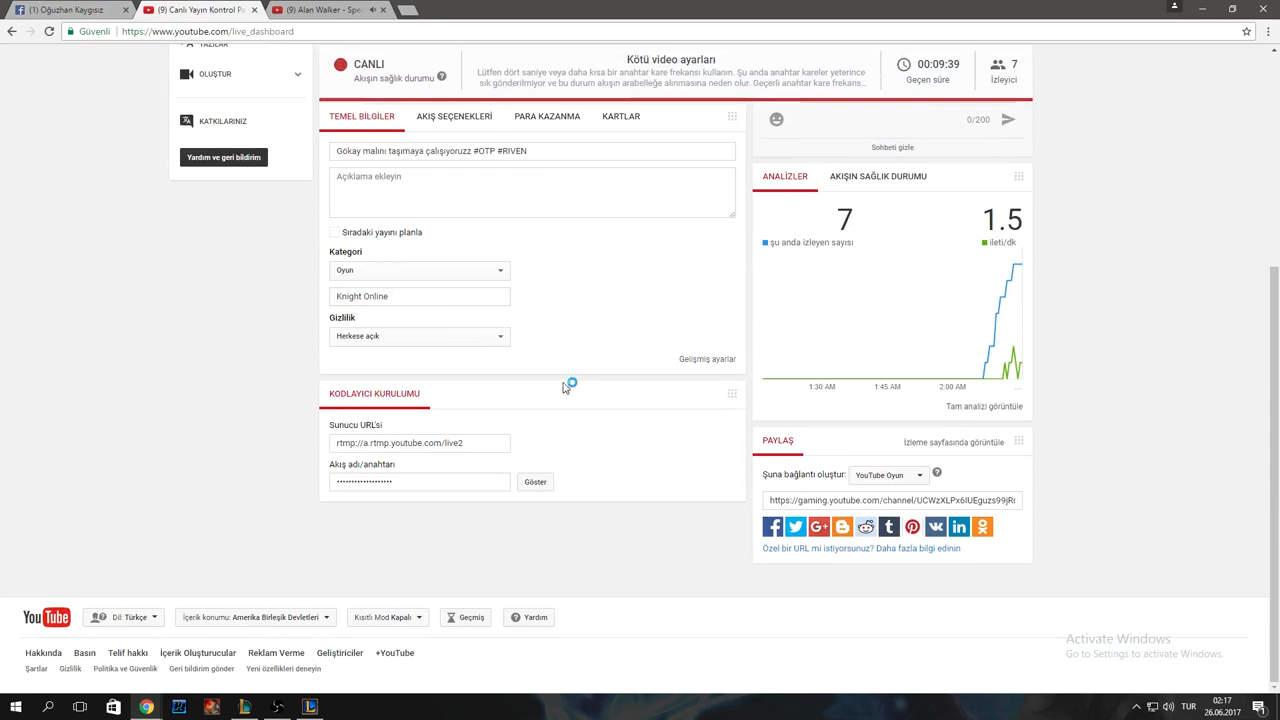 (1) Oğuzhan Kaygısız
(9) Canlı Yayın Kontrol Pa
(9) Alan Walker - Spe
Güvenli
https://www.youtube.com/live_dashboard
YAZILAR
OLUŞTUR
KATKILARINIZ
Yardım ve geri bildirim
CANLI
Akışın sağlık durumu
Kötü video ayarları
Lütfen dört saniye veya daha kısa bir anahtar kare frekansı kullanın. Şu anda anahtar kareler yeterince
sık gönderilmiyor ve bu durum akışın arabelleğe alınmasına neden olur. Geçerli anahtar kare frekans...
00:09:39
Geçen süre
7
İzleyici
TEMEL BİLGİLER
AKIŞ SEÇENEKLERİ
PARA KAZANMA
KARTLAR
Gökay malını taşımaya çalışıyoruzz #OTP #RIVEN
Açıklama ekleyin
Sıradaki yayını planla
Kategori
Oyun
Knight Online
Gizlilik
Herkese açık
Gelişmiş ayarlar
KODLAYICI KURULUMU
Sunucu URL'si
rtmp://a.rtmp.youtube.com/live2
Akış adı/anahtarı
•••••••••••••••••••
Göster
0/200
Sohbeti gizle
ANALİZLER
AKIŞIN SAĞLIK DURUMU
7
1.5
şu anda izleyen sayısı
ileti/dk
1:30 AM
1:45 AM
2:00 AM
...
Tam analizi görüntüle
PAYLAŞ
İzleme sayfasında görüntüle
Şuna bağlantı oluştur:
YouTube Oyun
https://gaming.youtube.com/channel/UCWzXLPx6IUEguzs99jRc
Özel bir URL mi istiyorsunuz? Daha fazla bilgi edinin
YouTube
Dil: Türkçe
İçerik konumu: Amerika Birleşik Devletleri
Kısıtlı Mod Kapalı
Geçmiş
Yardım
Hakkında
Basın
Telif hakkı
İçerik Oluşturucular
Reklam Verme
Geliştiriciler
+YouTube
Şartlar
Gizlilik
Politika ve Güvenlik
Geri bildirim gönder
Yeni özellikleri deneyin
Activate Windows
Go to Settings to activate Windows.
TUR
02:17
26.06.2017